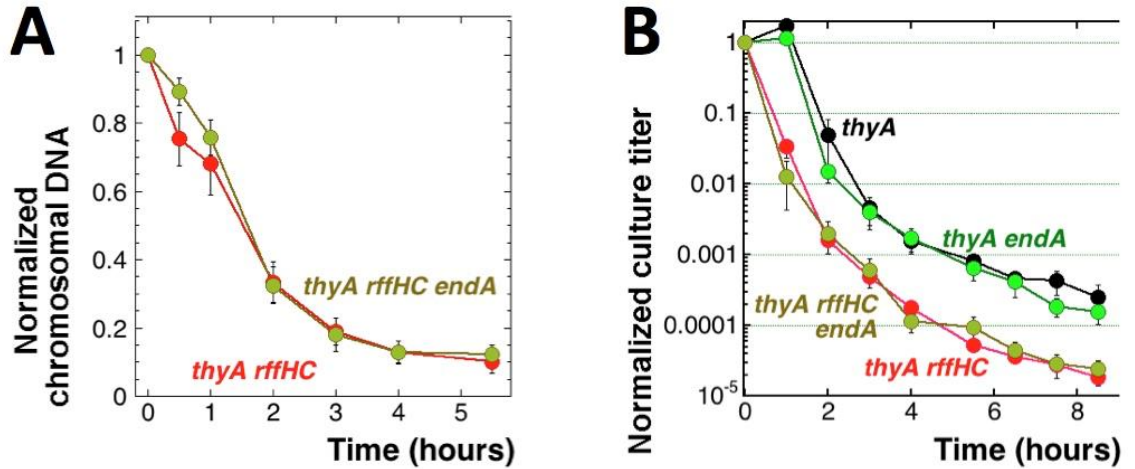 A
Normalized
chromosomal DNA
1
0.8
0.6
0.4
0.2
0
thyA rffHC endA
thyA rffHC
0 1 2 3 4 5
Time (hours)
B
Normalized culture titer
1
0.1
0.01
0.001
0.0001
10-5
thyA
thyA endA
thyA rffHC
endA
thyA rffHC
0 2 4 6 8
Time (hours)